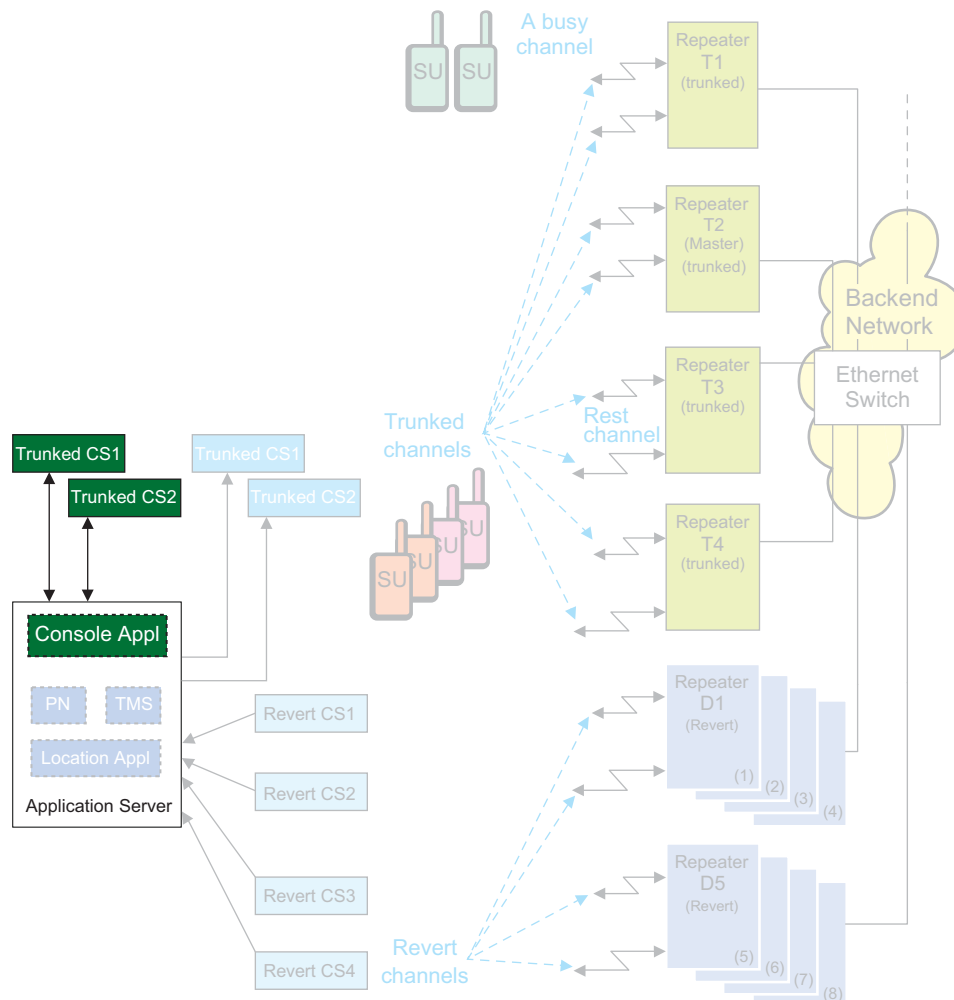 A busy
channel
SU
SU
Repeater
T1
(trunked)
Repeater
T2
(Master)
(trunked)
Backend
Network
Ethernet
Switch
Repeater
T3
(trunked)
Trunked
channels
Rest
channel
Trunked CS1
Trunked CS2
Trunked CS1
Trunked CS2
SU
SU
SU
SU
Repeater
T4
(trunked)
Console Appl
PN
TMS
Location Appl
Application Server
Revert CS1
Revert CS2
Revert CS3
Revert CS4
Repeater
D1
(Revert)
(1)
(2)
(3)
(4)
Repeater
D5
(Revert)
(5)
(6)
(7)
(8)
Revert
channels